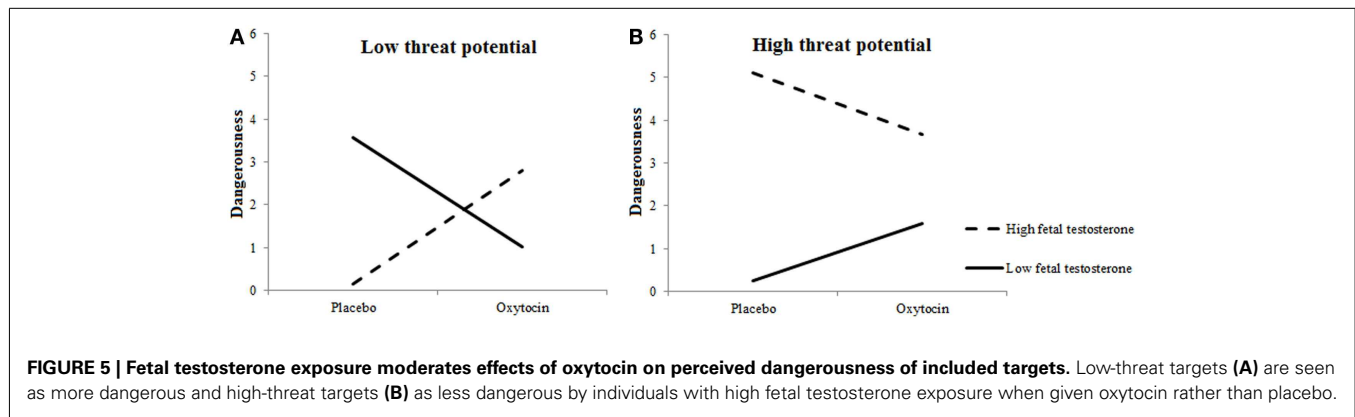 A
Low threat potential
Dangerousness
6
5
4
3
2
1
0
Placebo
Oxytocin
B
High threat potential
Dangerousness
6
5
4
3
2
1
0
Placebo
Oxytocin
High fetal testosterone
Low fetal testosterone
FIGURE 5 | Fetal testosterone exposure moderates effects of oxytocin on perceived dangerousness of included targets. Low-threat targets (A) are seen
as more dangerous and high-threat targets (B) as less dangerous by individuals with high fetal testosterone exposure when given oxytocin rather than placebo.